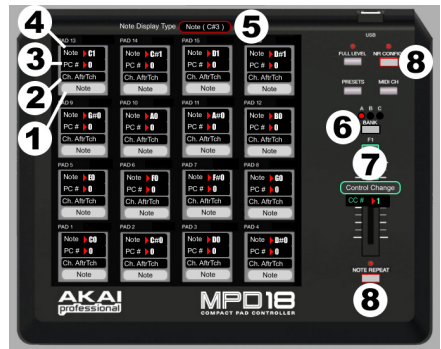 Note Display Type Note ( C#3 ) 5
USB
4
PAD 13 PAD 14 PAD 15
Note C1 Note C#1 Note D1 Note D#1
3 PC # 0 PC # 0 PC # 0 PC # 0
2 Ch. AftrTch Ch. AftrTch Ch. AftrTch Ch. AftrTch
1 Note Note Note Note
FULL LEVEL NR CONFIG 8
PRESETS MIDI CH
PAD 9 PAD 10 PAD 11 PAD 12
Note G#0 Note A0 Note A#0 Note B0
PC # 0 PC # 0 PC # 0 PC # 0
Ch. AftrTch Ch. AftrTch Ch. AftrTch Ch. AftrTch
Note Note Note Note
A B C
6 BANK
F1
7
PAD 5 PAD 6 PAD 7 PAD 8
Note E0 Note F0 Note F#0 Note G0
PC # 0 PC # 0 PC # 0 PC # 0
Ch. AftrTch Ch. AftrTch Ch. AftrTch Ch. AftrTch
Note Note Note Note
Control Change
CC # 1
PAD 1 PAD 2 PAD 3 PAD 4
Note C0 Note C#0 Note D0 Note D#0
PC # 0 PC # 0 PC # 0 PC # 0
Ch. AftrTch Ch. AftrTch Ch. AftrTch Ch. AftrTch
Note Note Note Note
NOTE REPEAT
8
AKAI
professional
MPD18
COMPACT PAD CONTROLLER